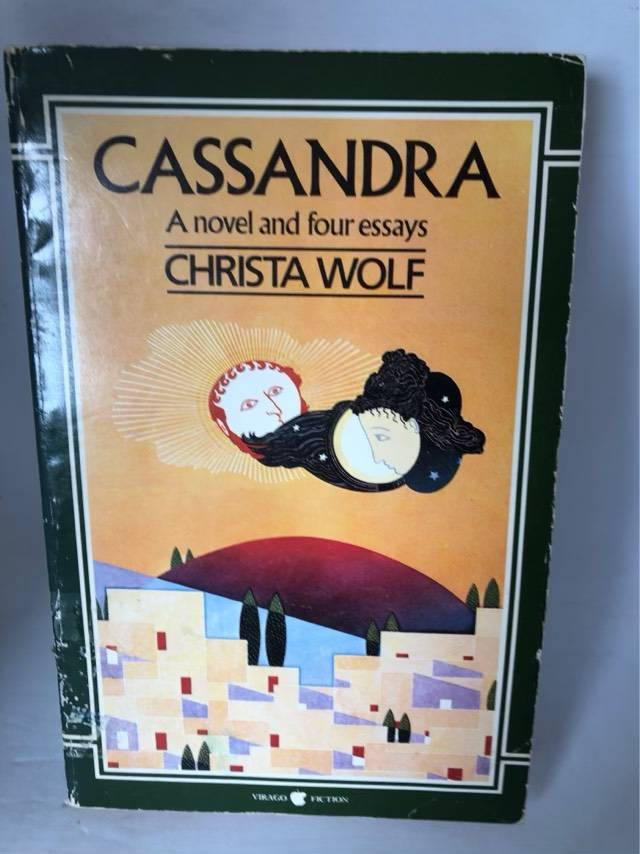 CASSANDRA
A novel and four essays
CHRISTA WOLF
VIRAGO FICTION